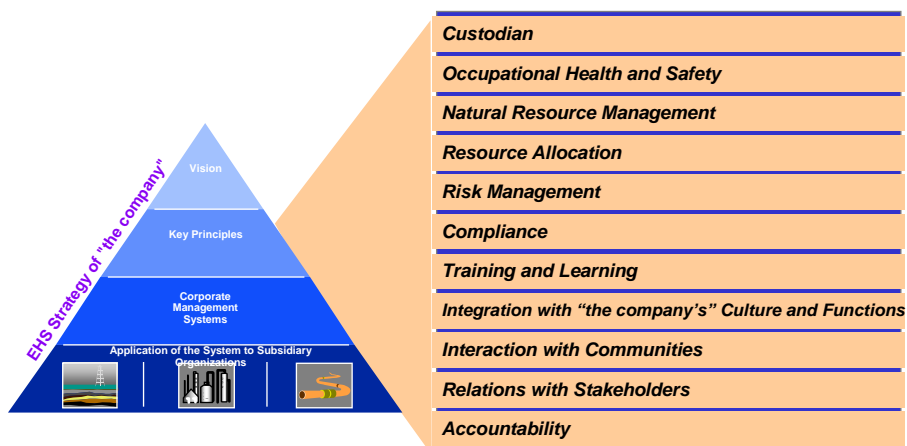 EHS Strategy of "the company"
Vision
Key Principles
Corporate
Management
Systems
Application of the System to Subsidiary
Organizations
Custodian
Occupational Health and Safety
Natural Resource Management
Resource Allocation
Risk Management
Compliance
Training and Learning
Integration with “the company’s” Culture and Functions
Interaction with Communities
Relations with Stakeholders
Accountability